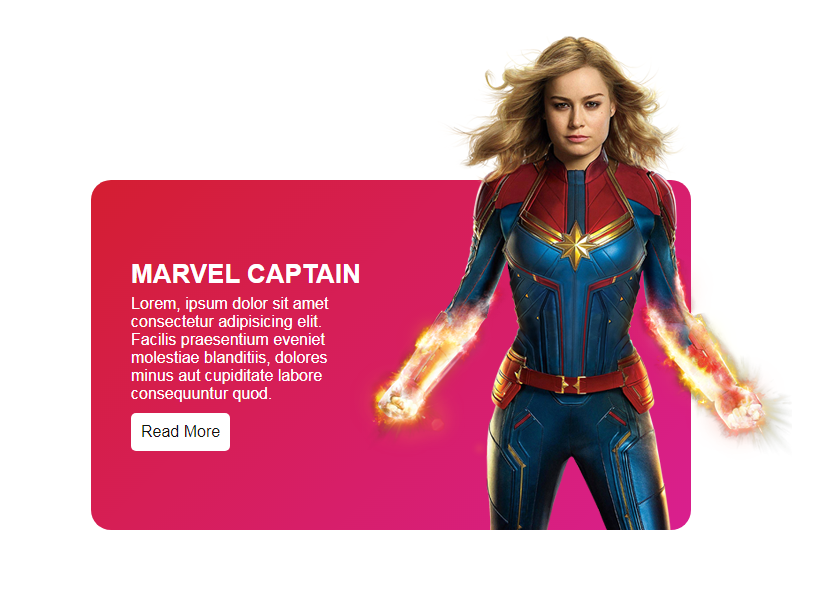 MARVEL CAPTAIN
Lorem, ipsum dolor sit amet
consectetur adipisicing elit.
Facilis praesentium eveniet
molestiae blanditiis, dolores
minus aut cupiditate labore
consequuntur quod.
Read More